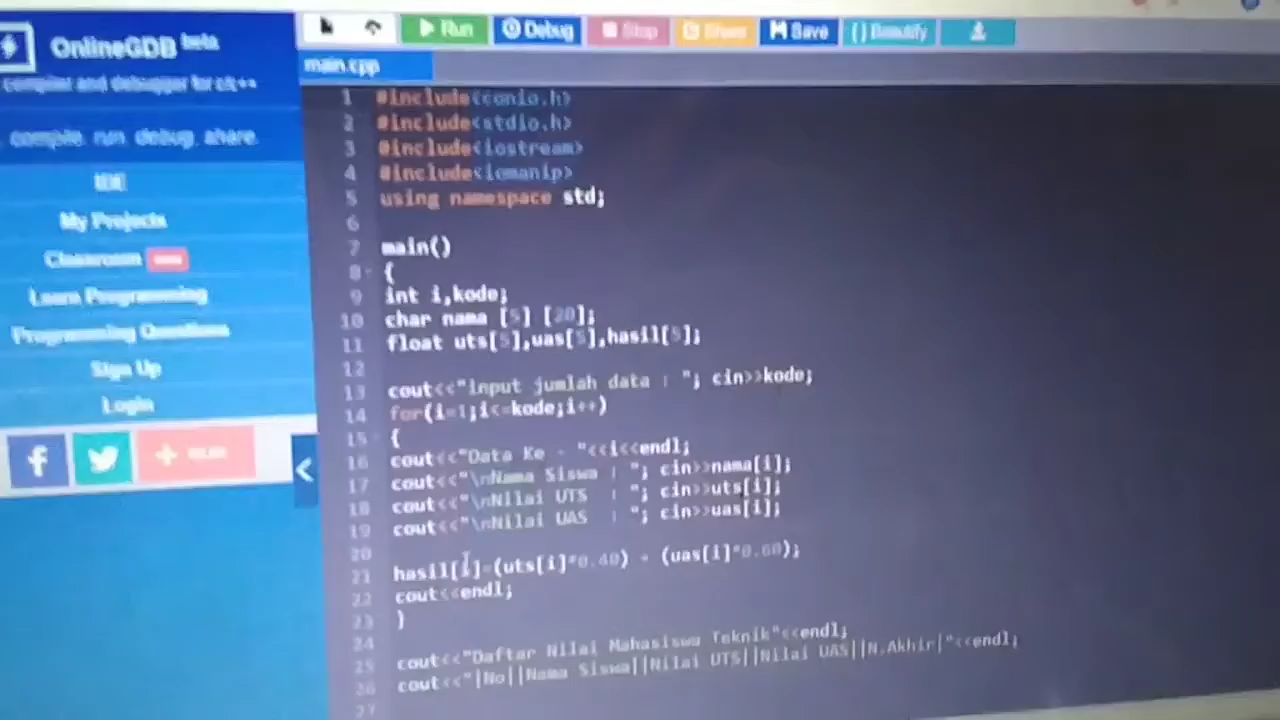 OnlineGDB beta
compiler and debugger for c/c++
compile. run. debug. share.
IDE
My Projects
Classroom new
Learn Programming
Programming Questions
Sign Up
Login
Run
Debug
Stop
Share
Save
{ } Beautify
main.cpp
1 #include<conio.h>
2 #include<stdio.h>
3 #include<iostream>
4 #include<iomanip>
5 using namespace std;
6
7 main()
8 {
9 int i,kode;
10 char nama [5] [20];
11 float uts[5],uas[5],hasil[5];
12
13 cout<<"input jumlah data : "; cin>>kode;
14 for(i=1;i<=kode;i++)
15 {
16 cout<<"Data Ke - "<<i<<endl;
17 cout<<"\nNama Siswa : "; cin>>nama[i];
18 cout<<"\nNilai UTS : "; cin>>uts[i];
19 cout<<"\nNilai UAS : "; cin>>uas[i];
20
21 hasil[i]=(uts[i]*0.40) + (uas[i]*0.60);
22 cout<<endl;
23 }
24
25 cout<<"Daftar Nilai Mahasiswa Teknik"<<endl;
26 cout<<"|No||Nama Siswa||Nilai UTS||Nilai UAS||N.Akhir|"<<endl;
27